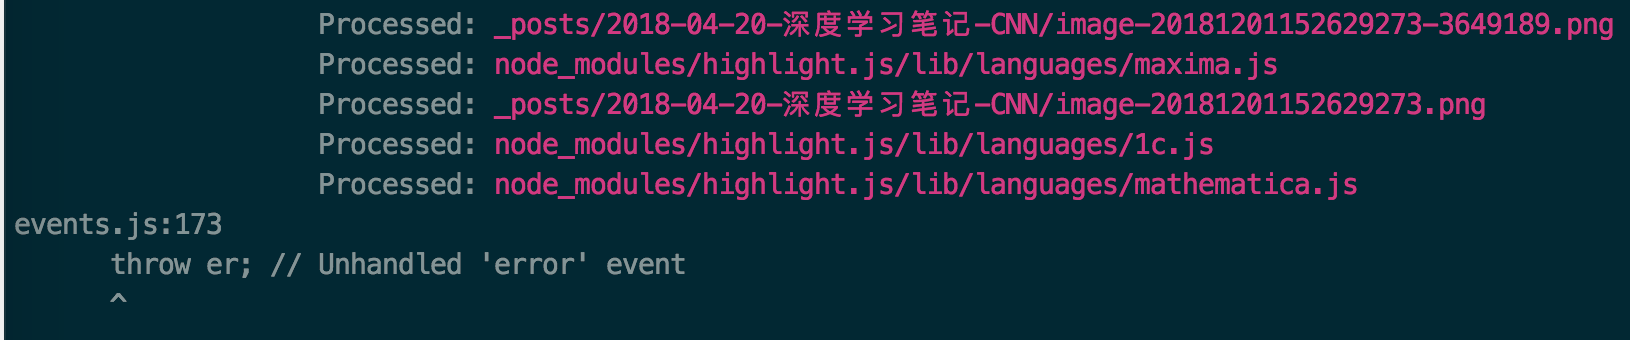 Processed: _posts/2018-04-20-深度学习笔记-CNN/image-20181201152629273-3649189.png
Processed: node_modules/highlight.js/lib/languages/maxima.js
Processed: _posts/2018-04-20-深度学习笔记-CNN/image-20181201152629273.png
Processed: node_modules/highlight.js/lib/languages/1c.js
Processed: node_modules/highlight.js/lib/languages/mathematica.js
events.js:173
throw er; // Unhandled 'error' event
^